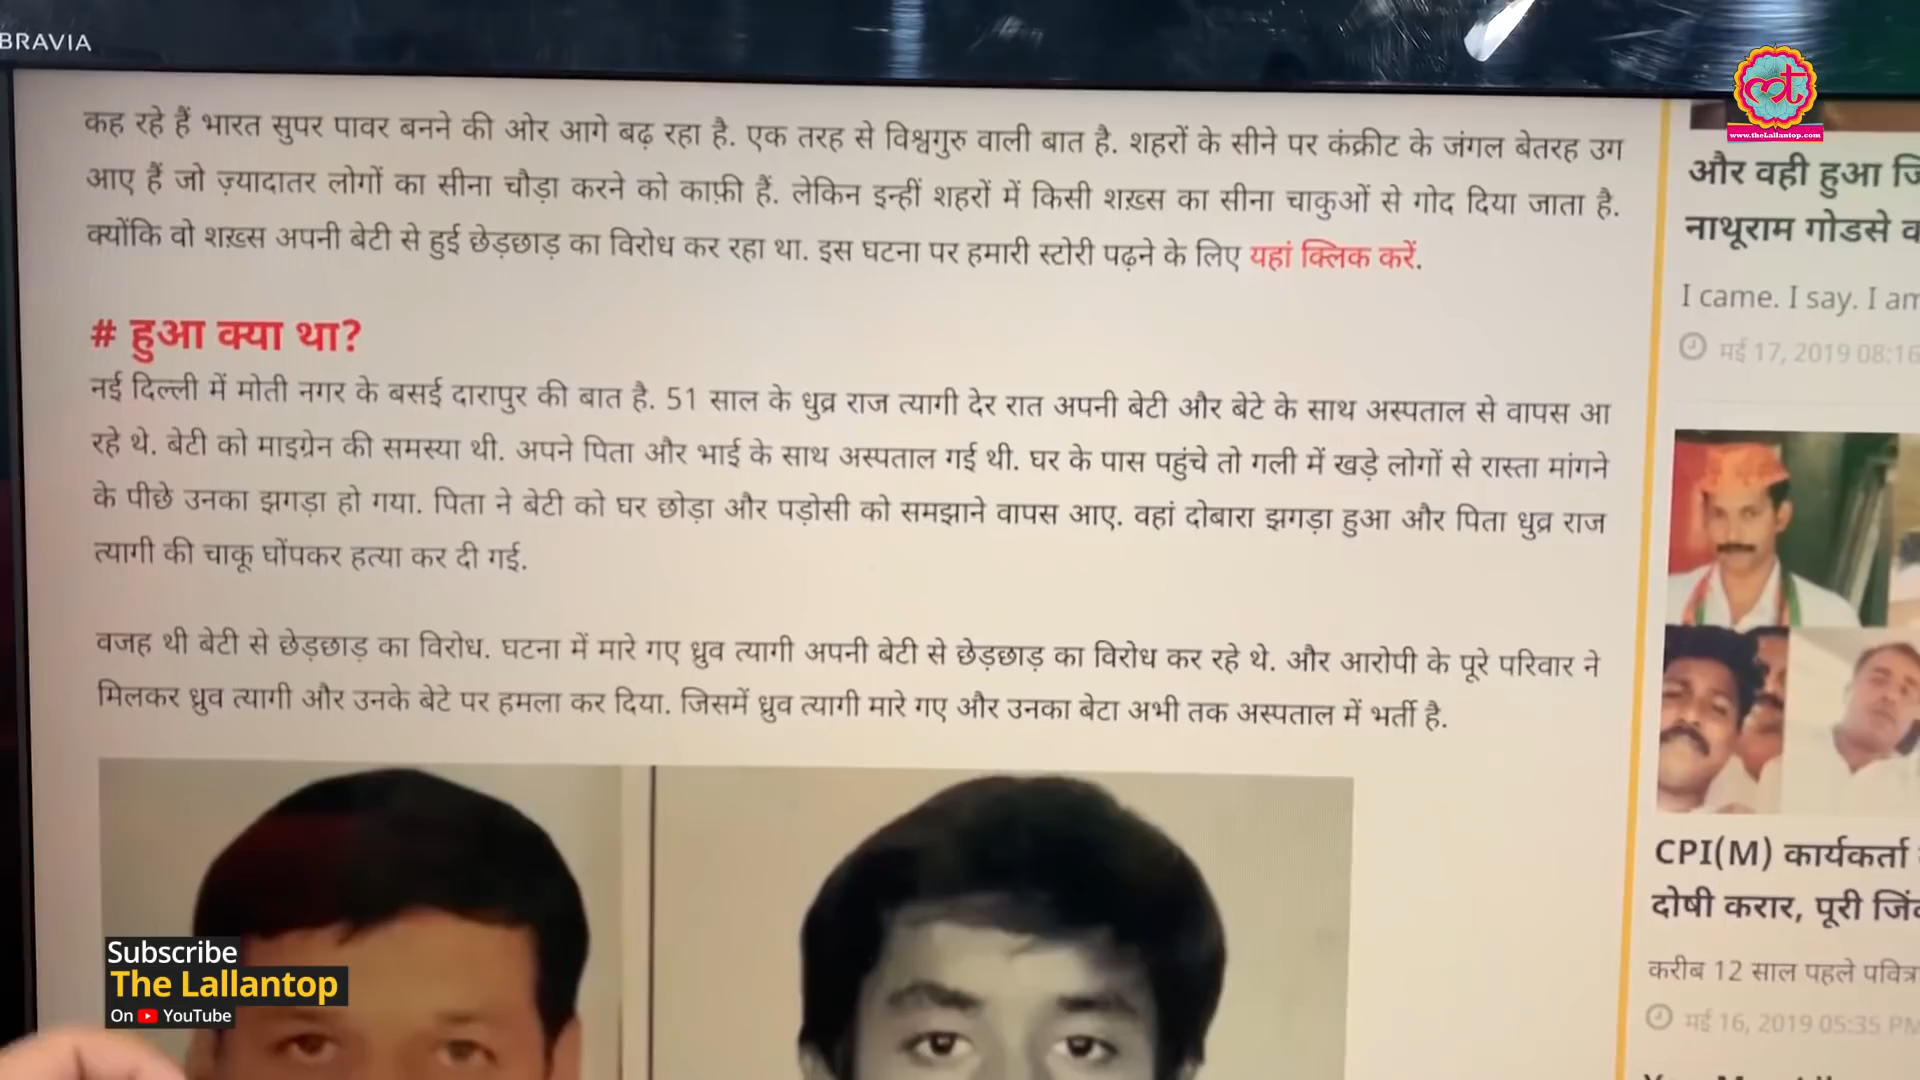 BRAVIA
www.theLallantop.com
कह रहे हैं भारत सुपर पावर बनने की ओर आगे बढ़ रहा है. एक तरह से विश्वगुरु वाली बात है. शहरों के सीने पर कंक्रीट के जंगल बेतरह उग
आए हैं जो ज़्यादातर लोगों का सीना चौड़ा करने को काफ़ी हैं. लेकिन इन्हीं शहरों में किसी शख़्स का सीना चाकुओं से गोद दिया जाता है.
क्योंकि वो शख़्स अपनी बेटी से हुई छेड़छाड़ का विरोध कर रहा था. इस घटना पर हमारी स्टोरी पढ़ने के लिए यहां क्लिक करें.
# हुआ क्या था?
नई दिल्ली में मोती नगर के बसई दारापुर की बात है. 51 साल के धुव्र राज त्यागी देर रात अपनी बेटी और बेटे के साथ अस्पताल से वापस आ
रहे थे. बेटी को माइग्रेन की समस्या थी. अपने पिता और भाई के साथ अस्पताल गई थी. घर के पास पहुंचे तो गली में खड़े लोगों से रास्ता मांगने
के पीछे उनका झगड़ा हो गया. पिता ने बेटी को घर छोड़ा और पड़ोसी को समझाने वापस आए. वहां दोबारा झगड़ा हुआ और पिता धुव्र राज
त्यागी की चाकू घोंपकर हत्या कर दी गई.
वजह थी बेटी से छेड़छाड़ का विरोध. घटना में मारे गए ध्रुव त्यागी अपनी बेटी से छेड़छाड़ का विरोध कर रहे थे. और आरोपी के पूरे परिवार ने
मिलकर ध्रुव त्यागी और उनके बेटे पर हमला कर दिया. जिसमें ध्रुव त्यागी मारे गए और उनका बेटा अभी तक अस्पताल में भर्ती है.
और वही हुआ
नाथूराम गोडसे
I came. I say. I am
मई 17, 2019 08:16
CPI(M) कार्यकर्ता
दोषी करार, पूरी
करीब 12 साल पहले
मई 16, 2019 05:35 PM
Subscribe
The Lallantop
On YouTube